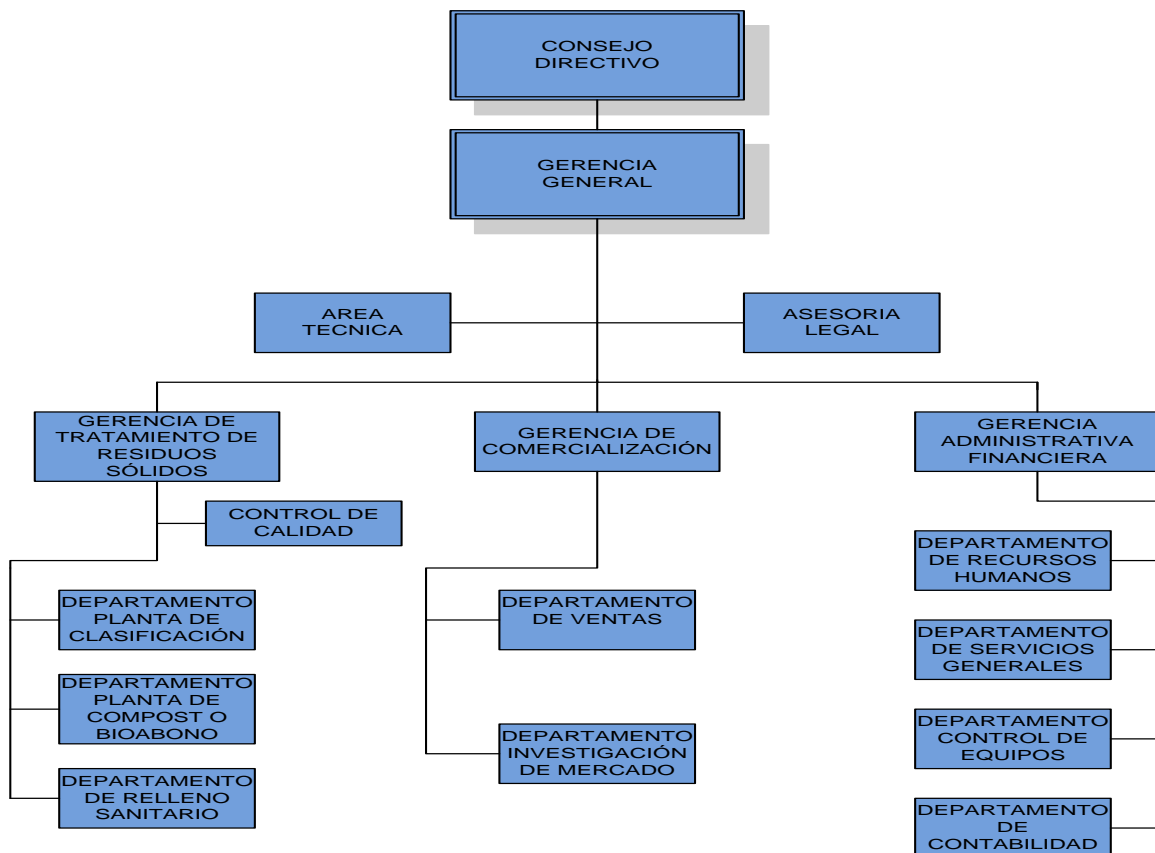 CONSEJO
DIRECTIVO
GERENCIA
GENERAL
AREA
TECNICA
ASESORIA
LEGAL
GERENCIA DE
TRATAMIENTO DE
RESIDUOS
SÓLIDOS
GERENCIA DE
COMERCIALIZACIÓN
GERENCIA
ADMINISTRATIVA
FINANCIERA
CONTROL DE
CALIDAD
DEPARTAMENTO
PLANTA DE
CLASIFICACIÓN
DEPARTAMENTO
PLANTA DE
COMPOST O
BIOABONO
DEPARTAMENTO
DE RELLENO
SANITARIO
DEPARTAMENTO
DE VENTAS
DEPARTAMENTO
INVESTIGACIÓN
DE MERCADO
DEPARTAMENTO
DE RECURSOS
HUMANOS
DEPARTAMENTO
DE SERVICIOS
GENERALES
DEPARTAMENTO
CONTROL DE
EQUIPOS
DEPARTAMENTO
DE
CONTABILIDAD